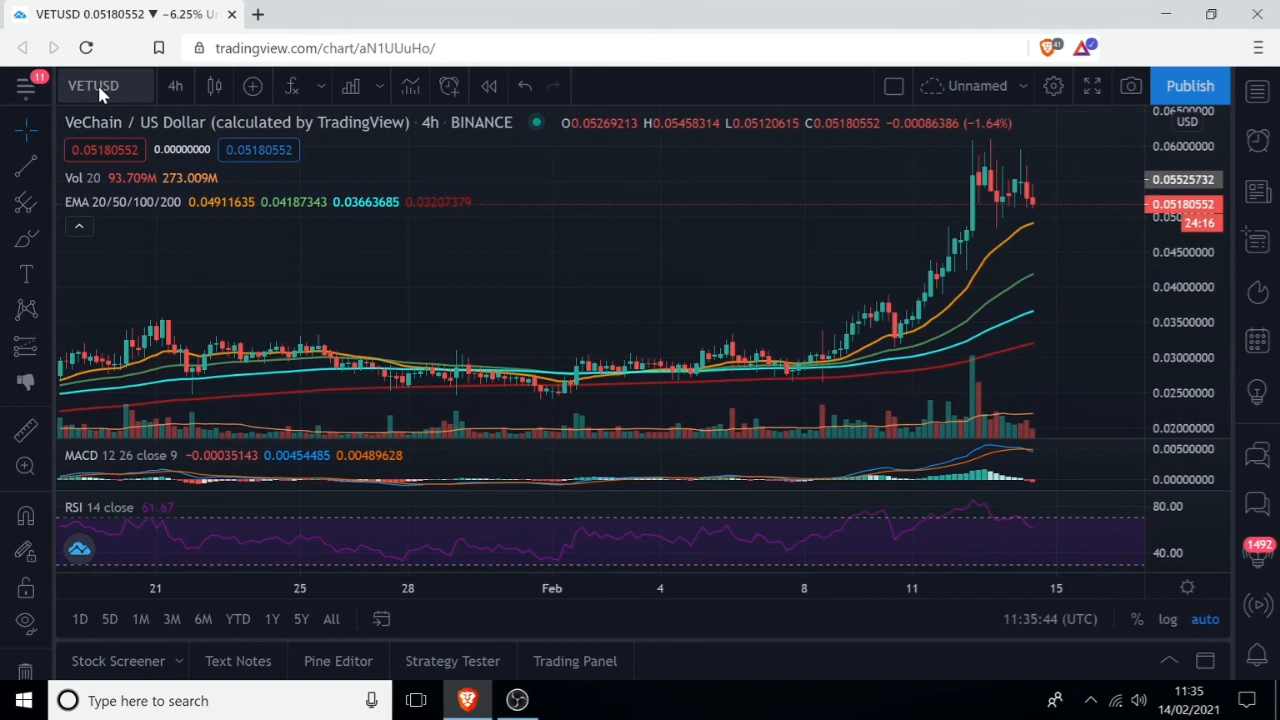 VETUSD 0.05180552 ▼ −6.25% Un
tradingview.com/chart/aN1UUuHo/
41
11
VETUSD
4h
Unnamed
Publish
VeChain / US Dollar (calculated by TradingView) · 4h · BINANCE
O0.05269213 H0.05458314 L0.05120615 C0.05180552 −0.00086386 (−1.64%)
0.05180552 0.00000000 0.05180552
Vol 20 93.709M 273.009M
EMA 20/50/100/200 0.04911635 0.04187343 0.03663685 0.03207379
0.06500000
USD
0.06000000
0.05525732
0.05180552
0.05000000
24:16
0.04500000
0.04000000
0.03500000
0.03000000
0.02500000
0.02000000
MACD 12 26 close 9 −0.00035143 0.00454485 0.00489628
0.00500000
0.00000000
RSI 14 close 61.67
80.00
40.00
1492
21 25 28 Feb 4 8 11 15
1D 5D 1M 3M 6M YTD 1Y 5Y All
11:35:44 (UTC) % log auto
Stock Screener Text Notes Pine Editor Strategy Tester Trading Panel
Type here to search
11:35
14/02/2021